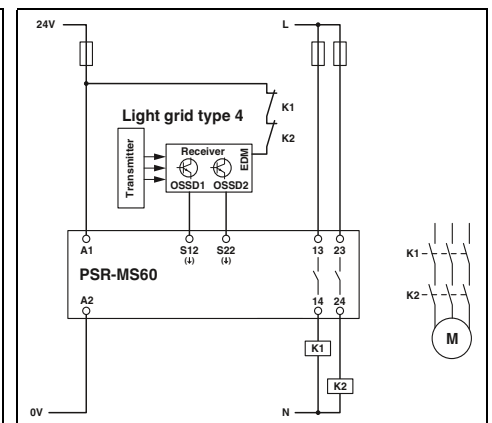 24V
L
K1
K2
Light grid type 4
Transmitter
Receiver
EDM
OSSD1 OSSD2
A1 S12 S22 13 23
(↓) (↓)
PSR-MS60
A2 14 24
K1
K2
0V
N
K1
K2
M